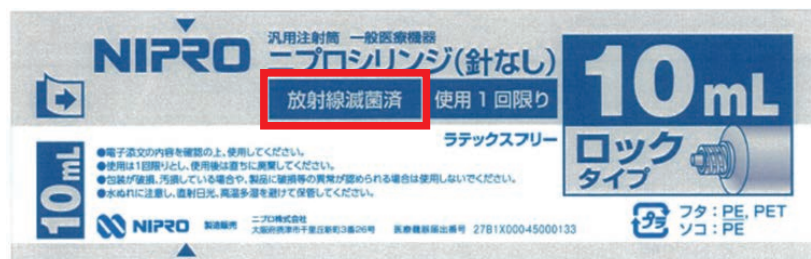 NIPRO
汎用注射筒 一般医療機器
ニプロシリンジ(針なし)
放射線滅菌済 使用1回限り
10mL
ラテックスフリー
ロック
タイプ
10mL
●電子添文の内容を確認の上、使用してください。
●使用は1回限りとし、使用後は直ちに廃棄してください。
●包装が破損、汚損している場合や、製品に破損等の異常が認められる場合は使用しないでください。
●水ぬれに注意し、直射日光、高温多湿を避けて保管してください。
NIPRO 製造販売 ニプロ株式会社
大阪府摂津市千里丘新町3番26号 医療機器届出番号 27B1X000-45000133
プラ
フタ:PE, PET
ソコ:PE